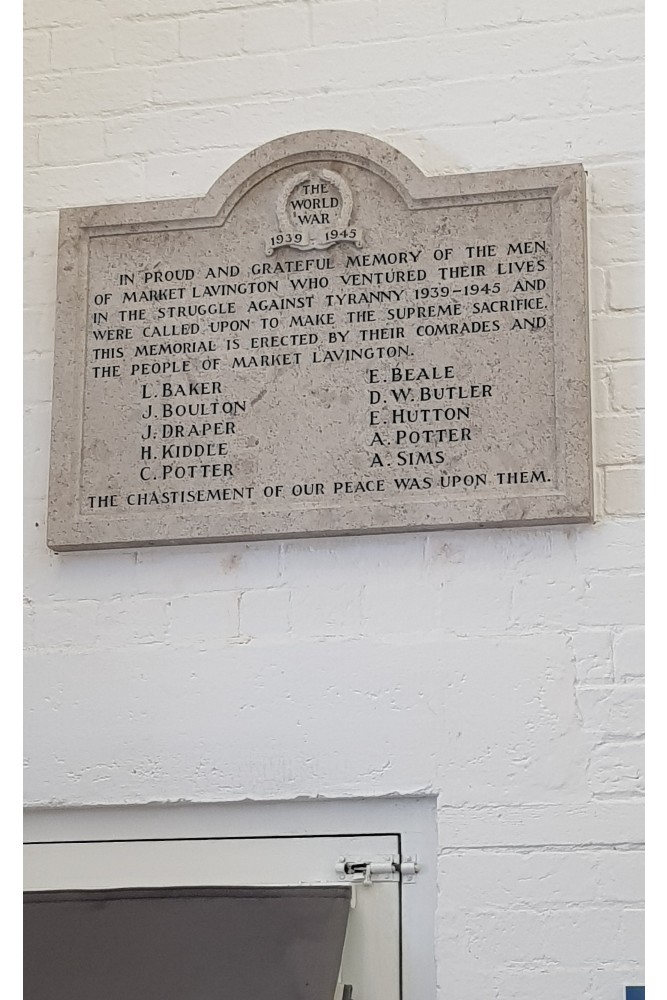 THE
WORLD
WAR
1939 - 1945
IN PROUD AND GRATEFUL MEMORY OF THE MEN
OF MARKET LAVINGTON WHO VENTURED THEIR LIVES
IN THE STRUGGLE AGAINST TYRANNY 1939-1945 AND
WERE CALLED UPON TO MAKE THE SUPREME SACRIFICE.
THIS MEMORIAL IS ERECTED BY THEIR COMRADES AND
THE PEOPLE OF MARKET LAVINGTON.
L. BAKER
J. BOULTON
J. DRAPER
H. KIDDLE
C. POTTER
E. BEALE
D. W. BUTLER
E. HUTTON
A. POTTER
A. SIMS
THE CHASTISEMENT OF OUR PEACE WAS UPON THEM.